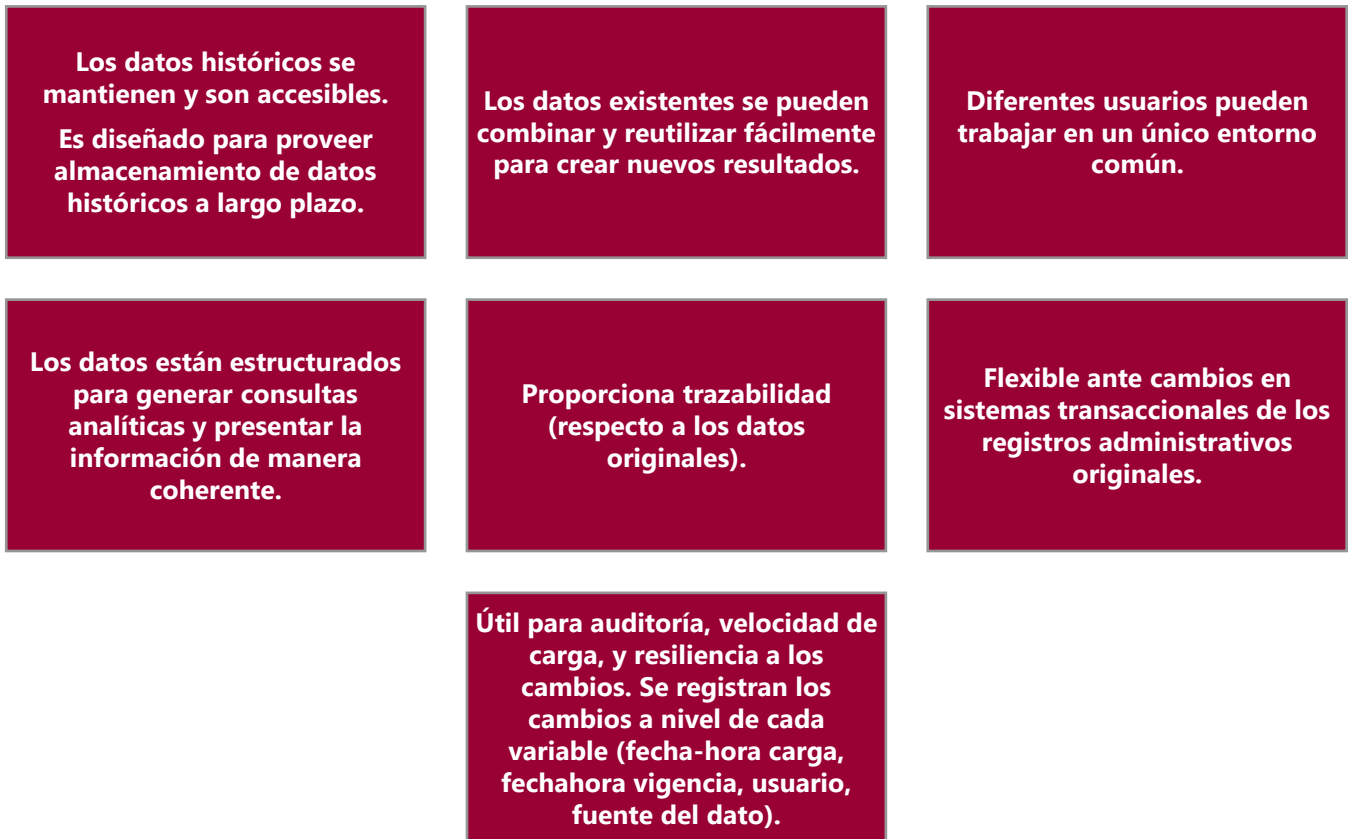 Los datos históricos se
mantienen y son accesibles.
Es diseñado para proveer
almacenamiento de datos
históricos a largo plazo.
Los datos existentes se pueden
combinar y reutilizar fácilmente
para crear nuevos resultados.
Diferentes usuarios pueden
trabajar en un único entorno
común.
Los datos están estructurados
para generar consultas
analíticas y presentar la
información de manera
coherente.
Proporciona trazabilidad
(respecto a los datos
originales).
Flexible ante cambios en
sistemas transaccionales de los
registros administrativos
originales.
Útil para auditoría, velocidad de
carga, y resiliencia a los
cambios. Se registran los
cambios a nivel de cada
variable (fecha-hora carga,
fechahora vigencia, usuario,
fuente del dato).